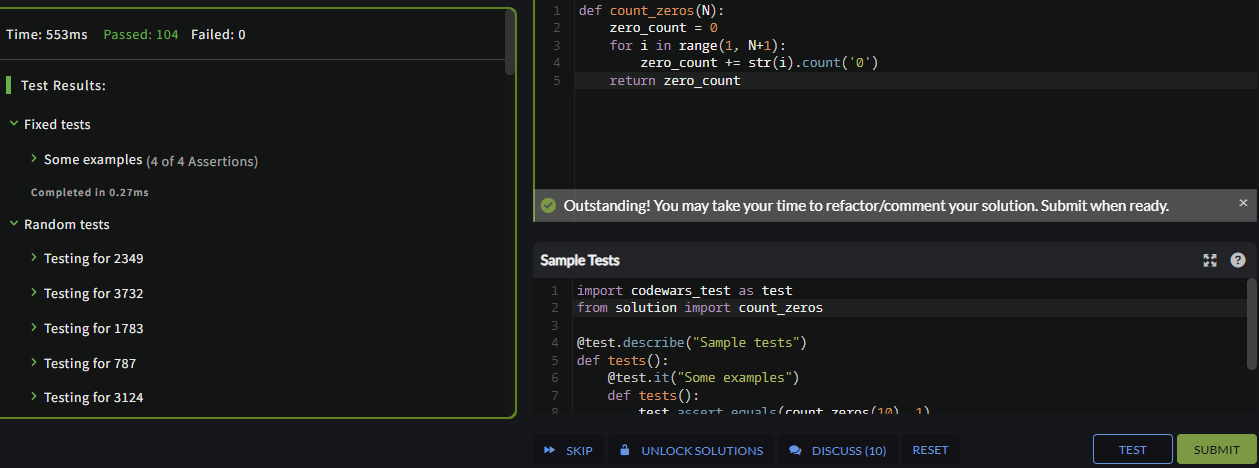 Time: 553ms Passed: 104 Failed: 0
Test Results:
Fixed tests
Some examples (4 of 4 Assertions)
Completed in 0.27ms
Random tests
Testing for 2349
Testing for 3732
Testing for 1783
Testing for 787
Testing for 3124
1 def count_zeros(N):
2 zero_count = 0
3 for i in range(1, N+1):
4 zero_count += str(i).count('0')
5 return zero_count
Outstanding! You may take your time to refactor/comment your solution. Submit when ready.
×
Sample Tests
?
1 import codewars_test as test
2 from solution import count_zeros
3
4 @test.describe("Sample tests")
5 def tests():
6 @test.it("Some examples")
7 def tests():
8 test.assert_equals(count_zeros(10), 1)
SKIP
UNLOCK SOLUTIONS
DISCUSS (10)
RESET
TEST
SUBMIT